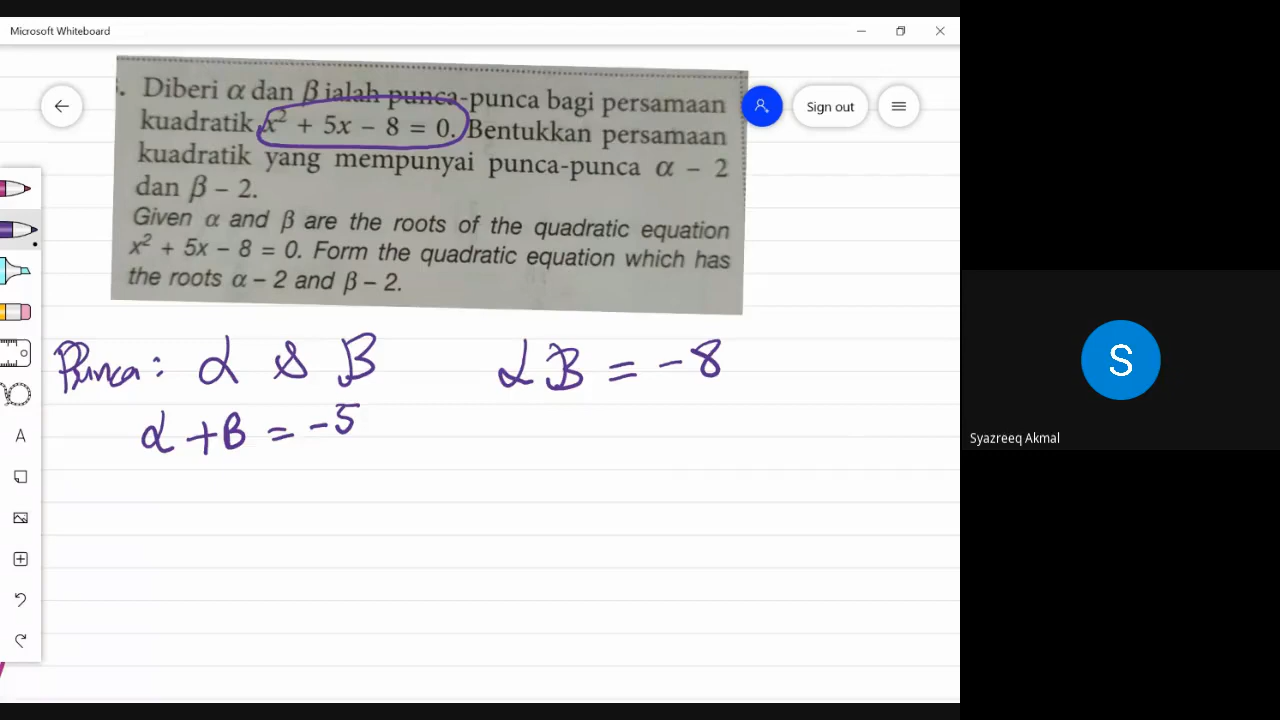 Microsoft Whiteboard
Sign out
. Diberi α dan β ialah punca-punca bagi persamaan
kuadratik x² + 5x − 8 = 0. Bentukkan persamaan
kuadratik yang mempunyai punca-punca α − 2
dan β − 2.
Given α and β are the roots of the quadratic equation
x² + 5x − 8 = 0. Form the quadratic equation which has
the roots α − 2 and β − 2.
Punca : α & β
αβ = -8
α + β = -5
A
S
Syazreeq Akmal